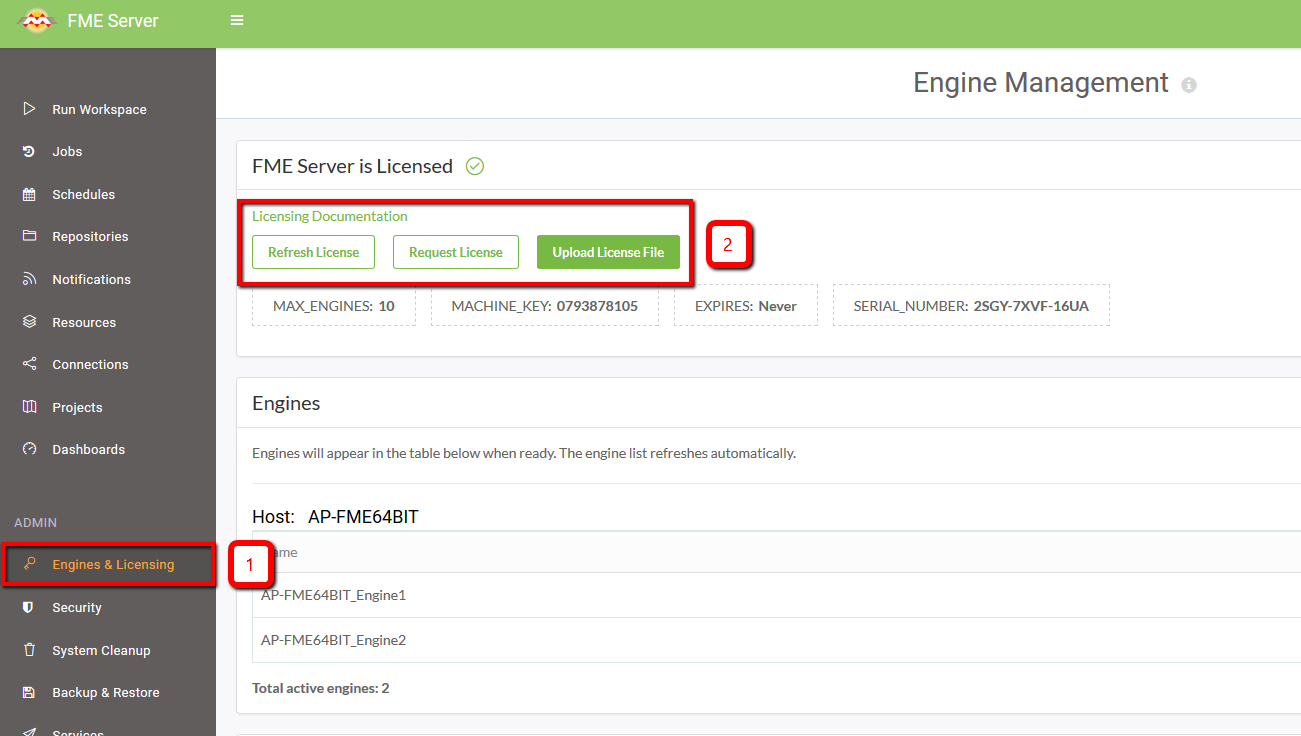 FME Server
Run Workspace
Jobs
Schedules
Repositories
Notifications
Resources
Connections
Projects
Dashboards
ADMIN
Engines & Licensing
1
Security
System Cleanup
Backup & Restore
Services
Engine Management
FME Server is Licensed
Licensing Documentation
Refresh License Request License Upload License File
2
MAX_ENGINES: 10 MACHINE_KEY: 0793878105 EXPIRES: Never SERIAL_NUMBER: 2SGY-7XVF-16UA
Engines
Engines will appear in the table below when ready. The engine list refreshes automatically.
Host: AP-FME64BIT
ame
AP-FME64BIT_Engine1
AP-FME64BIT_Engine2
Total active engines: 2